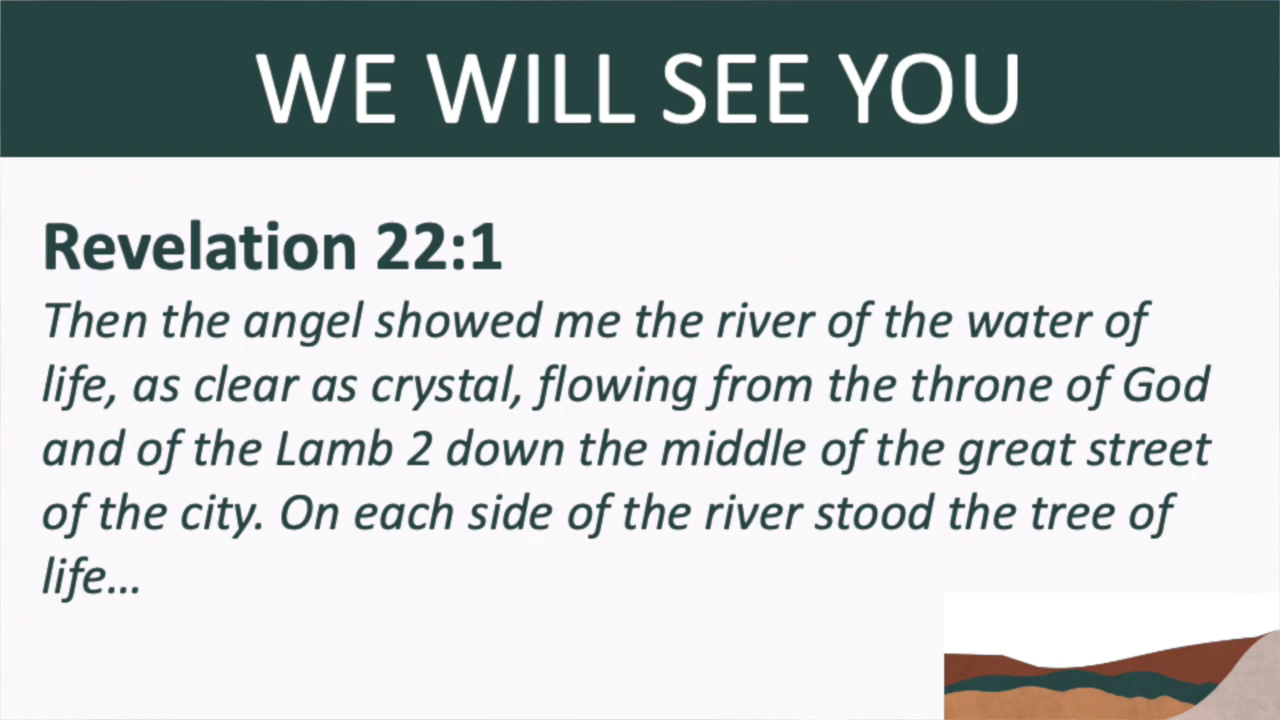 WE WILL SEE YOU
Revelation 22:1
Then the angel showed me the river of the water of
life, as clear as crystal, flowing from the throne of God
and of the Lamb 2 down the middle of the great street
of the city. On each side of the river stood the tree of
life...